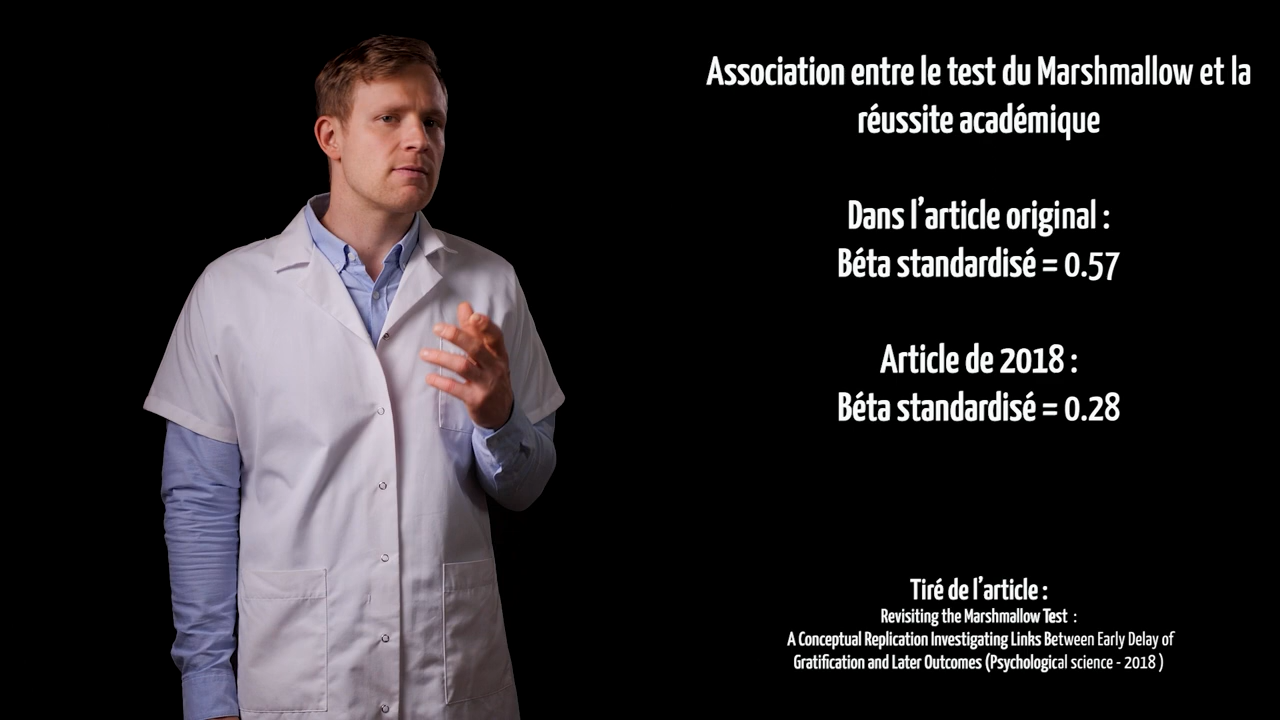 Association entre le test du Marshmallow et la
réussite académique
Dans l'article original :
Béta standardisé = 0.57
Article de 2018 :
Béta standardisé = 0.28
Tiré de l'article :
Revisiting the Marshmallow Test :
A Conceptual Replication Investigating Links Between Early Delay of
Gratification and Later Outcomes (Psychological science - 2018 )